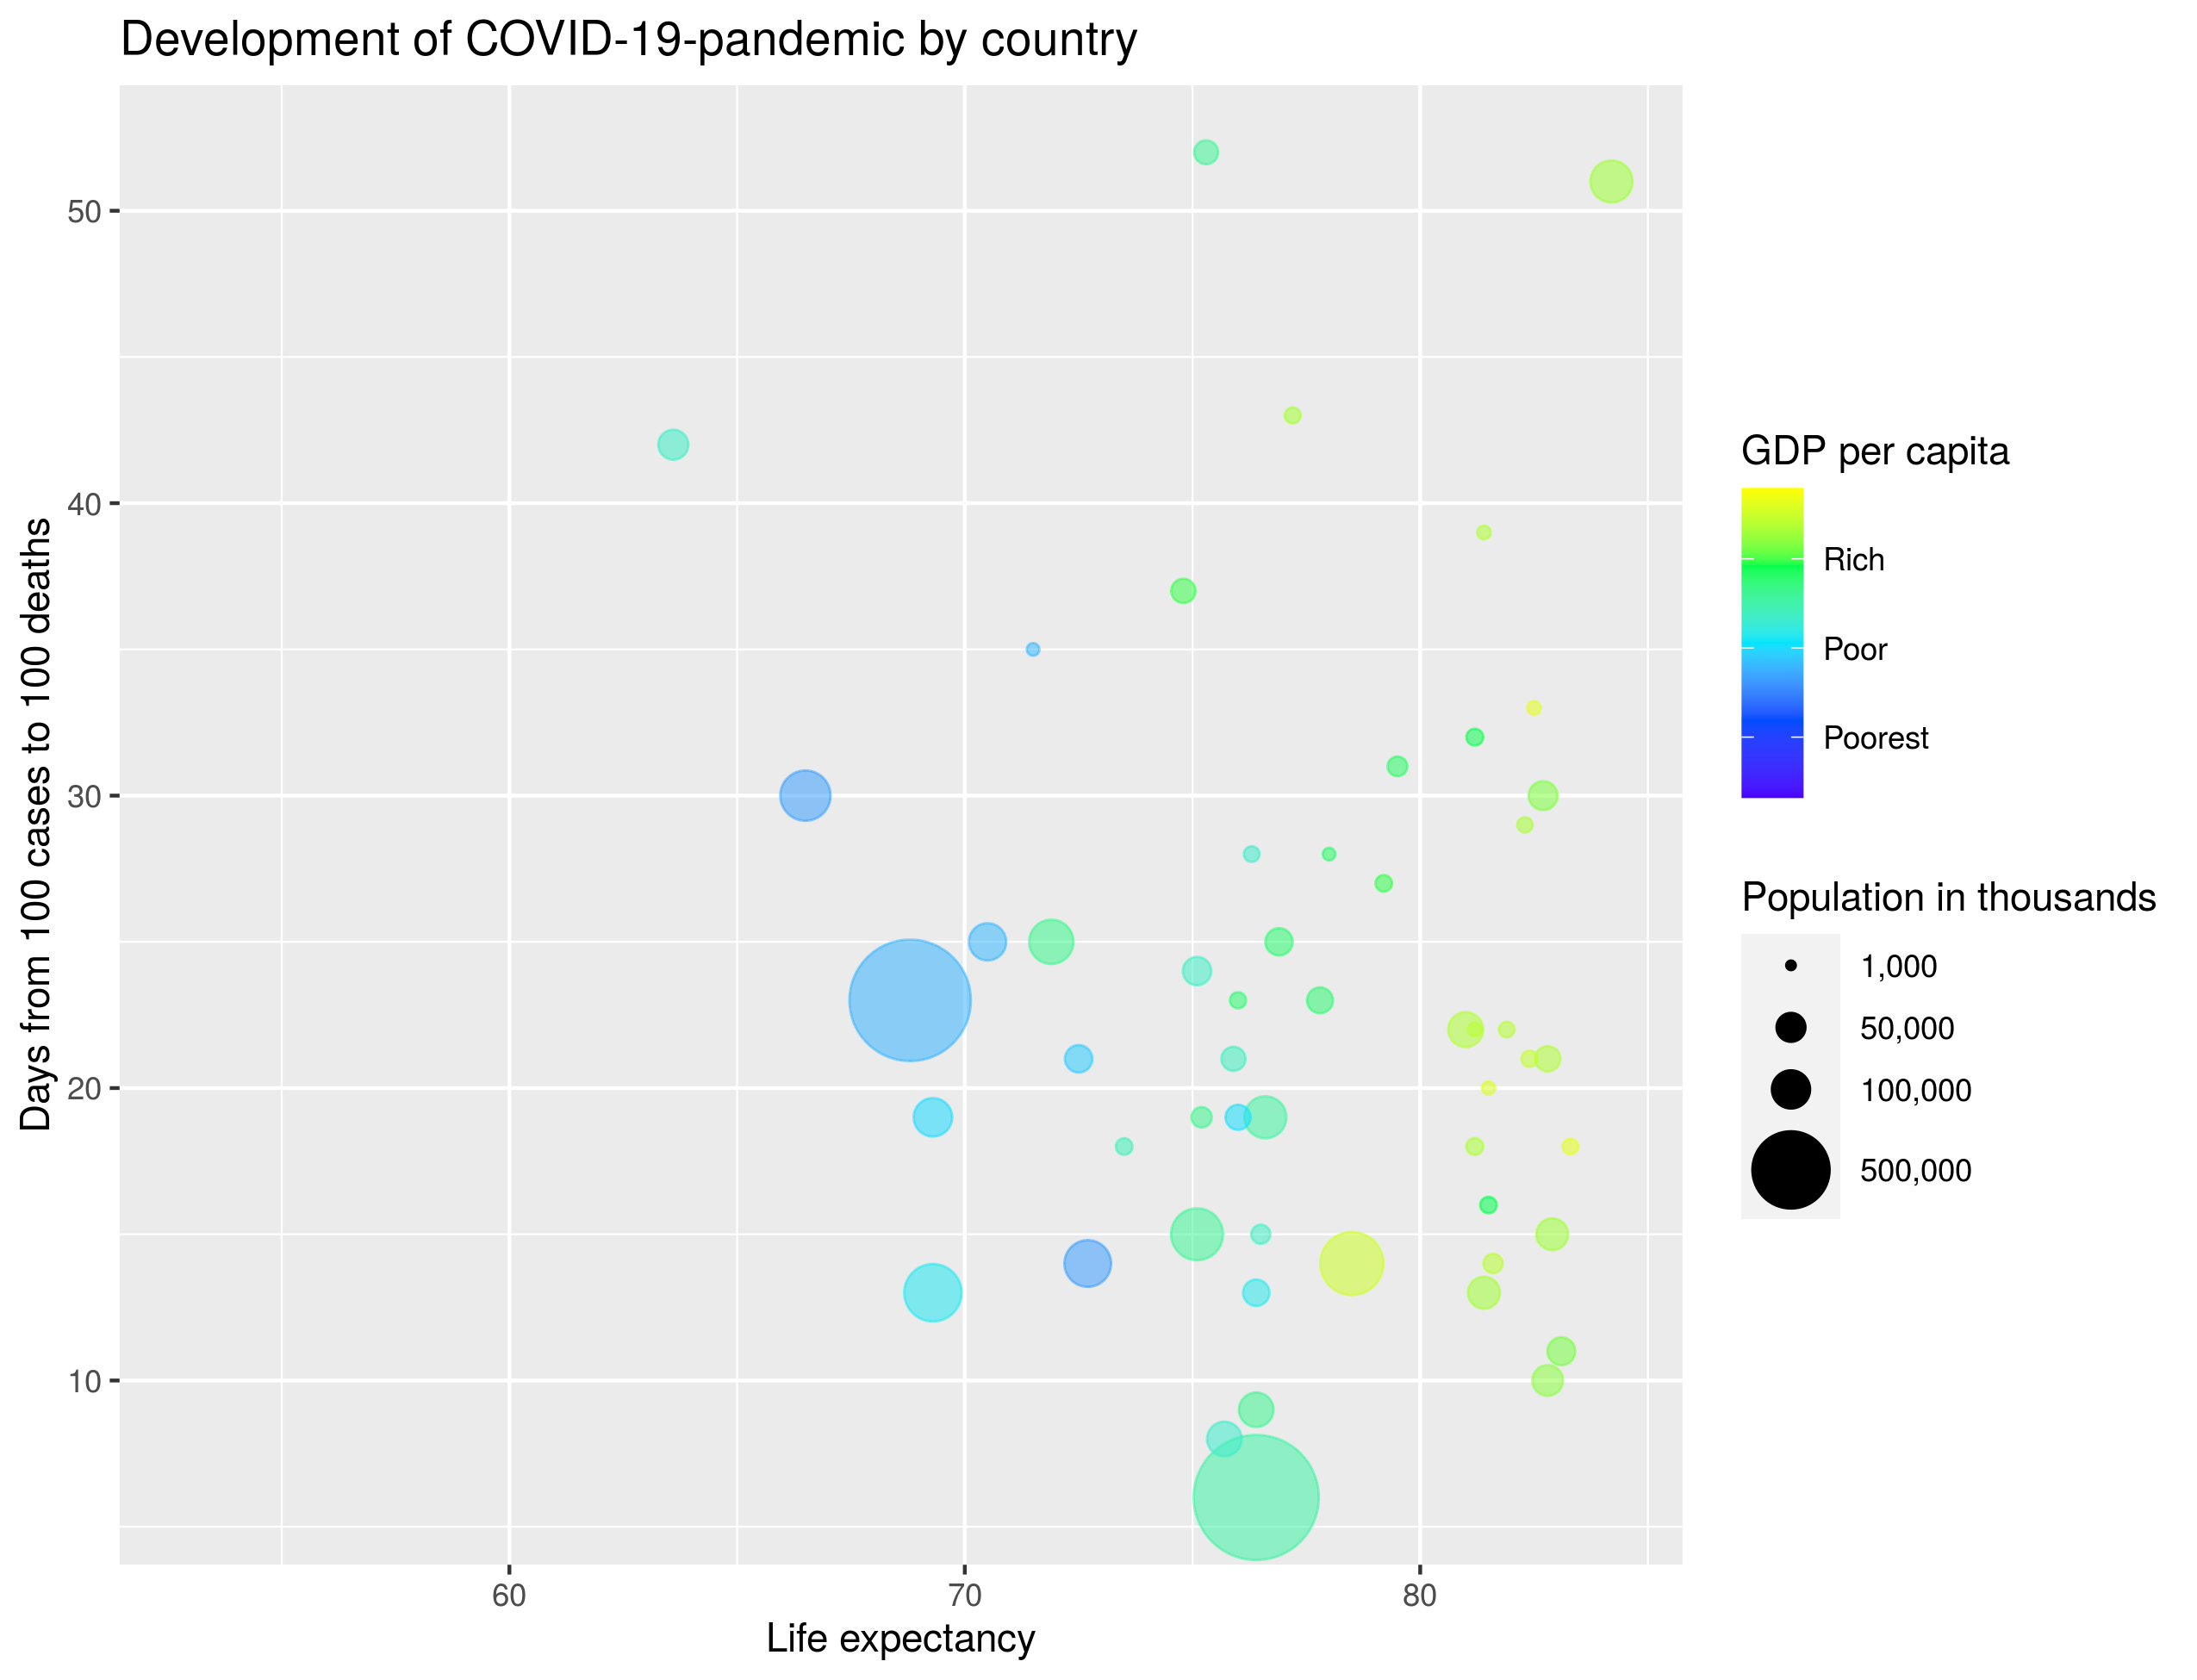 Development of COVID-19-pandemic by country
Days from 100 cases to 100 deaths
50
40
30
20
10
60
70
80
Life expectancy
GDP per capita
Rich
Poor
Poorest
Population in thousands
1,000
50,000
100,000
500,000